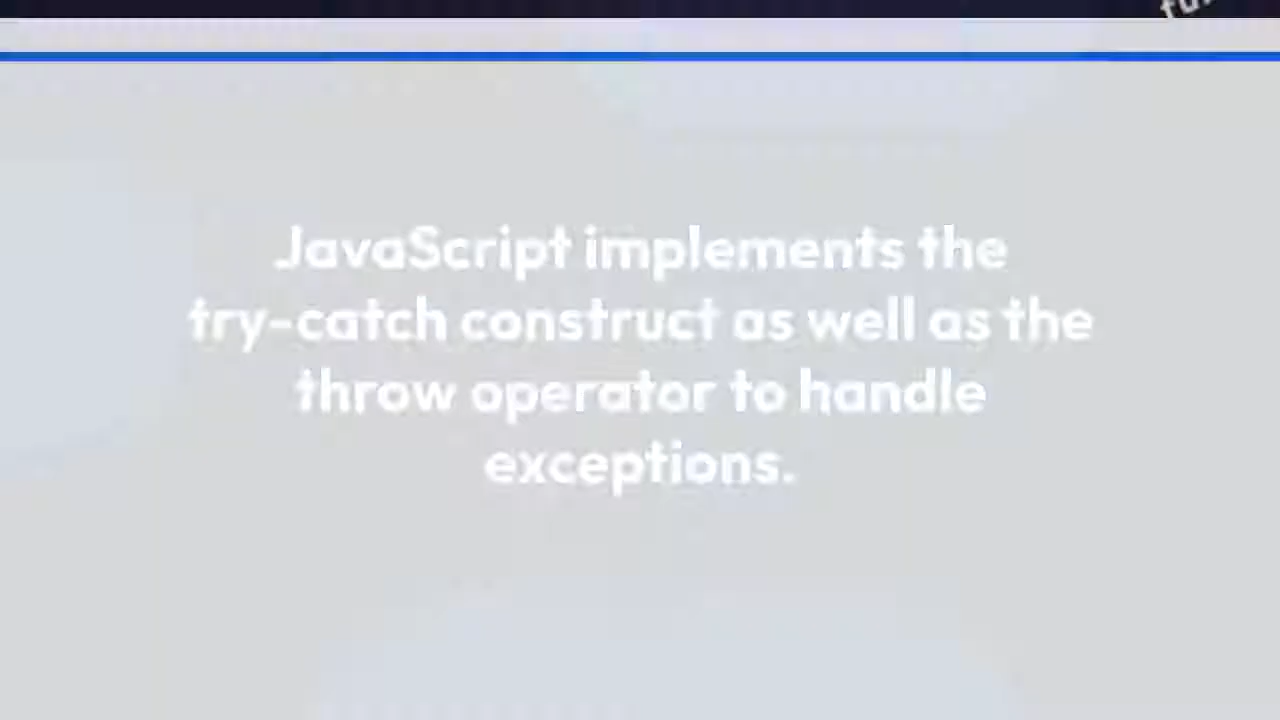 JavaScript implements the
try-catch construct as well as the
throw operator to handle
exceptions.